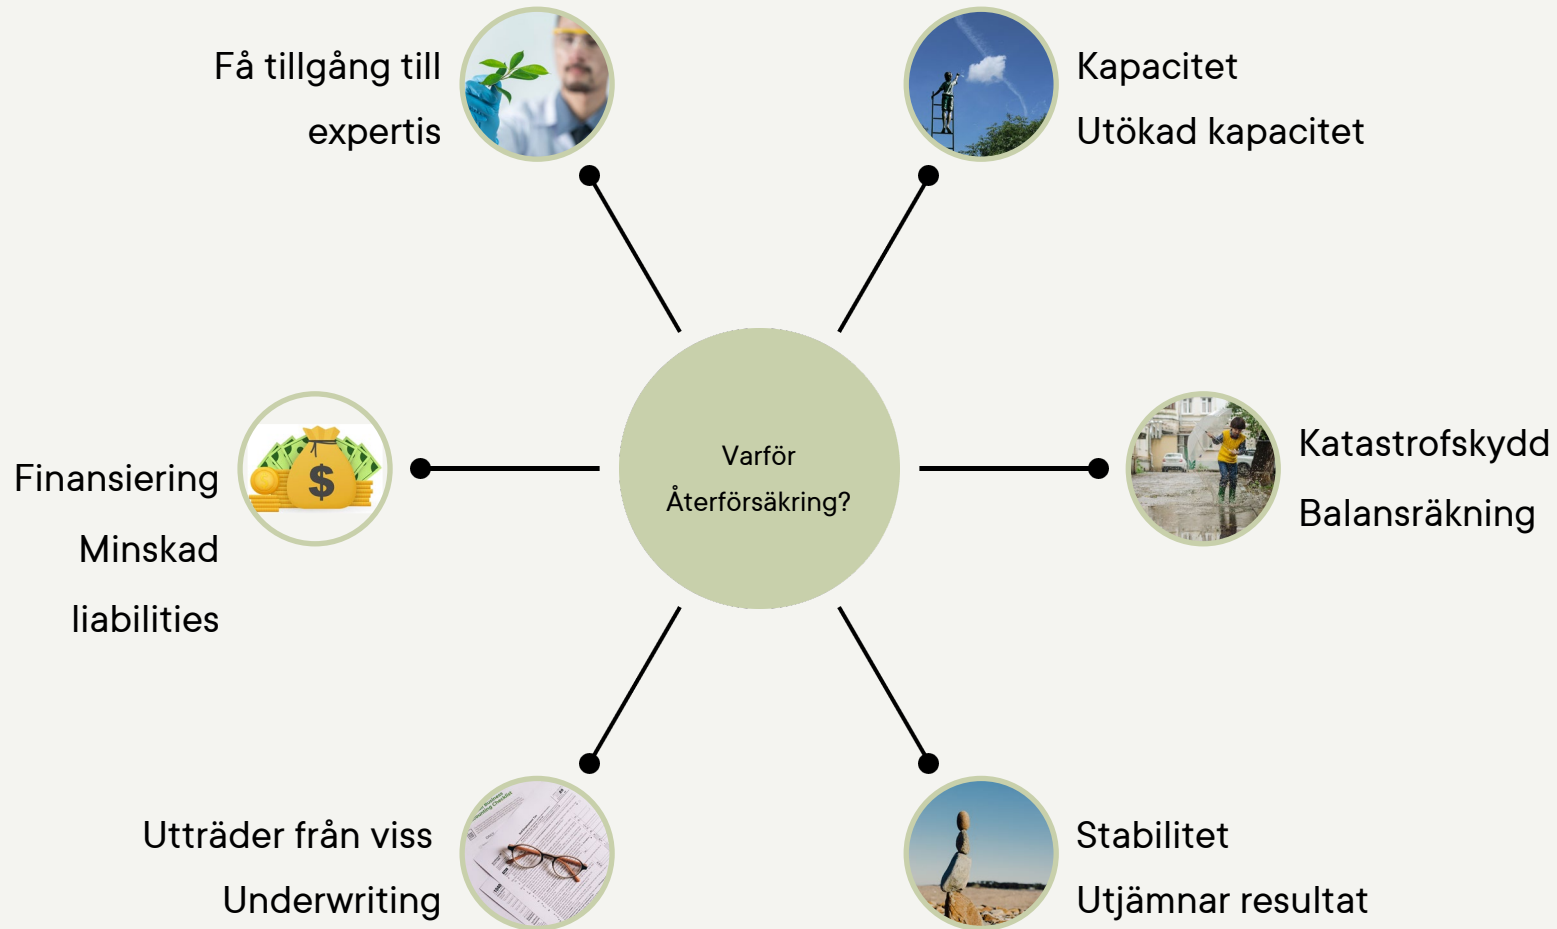 Få tillgång till
expertis
Kapacitet
Utökad kapacitet
Finansiering
Minskad
liabilities
$
Varför
Återförsäkring?
Katastrofskydd
Balansräkning
Utträder från viss
Underwriting
Stabilitet
Utjämnar resultat